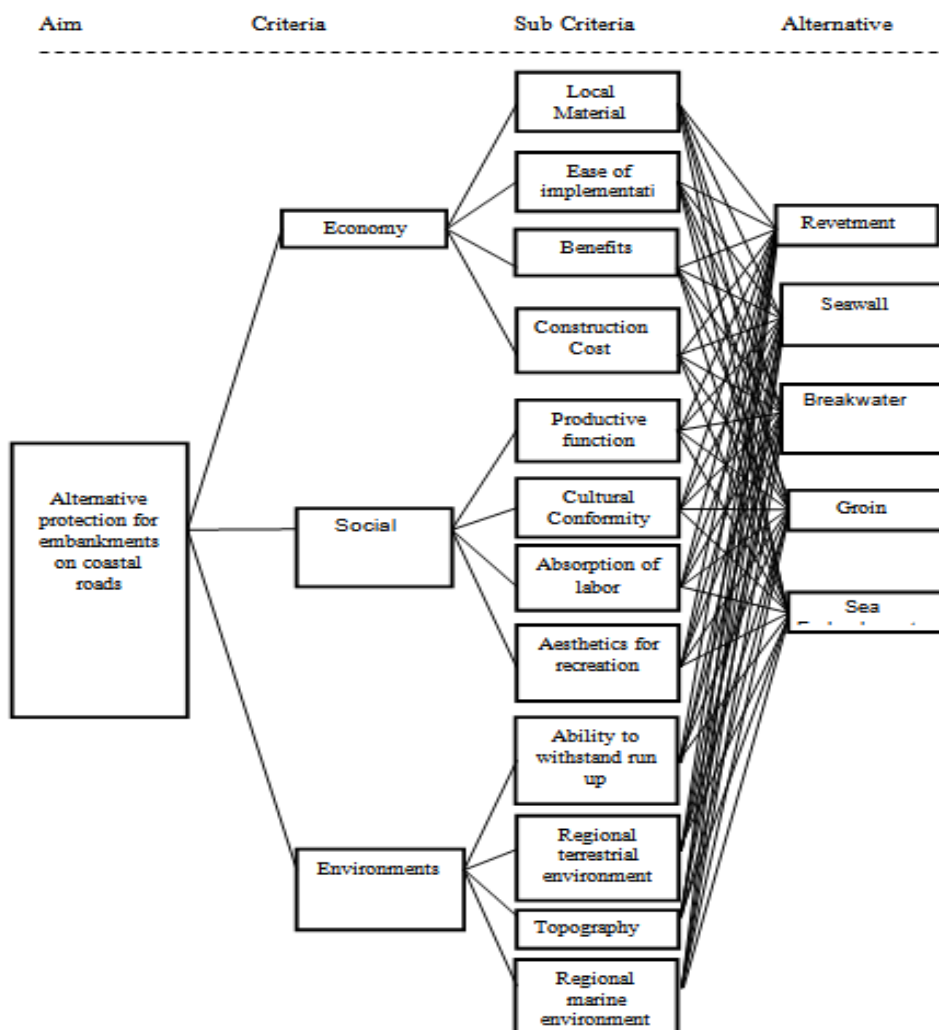 Aim Criteria Sub Criteria Alternative
Local
Material
Ease of
implementati
Economy
Benefits
Construction
Cost
Alternative
protection for
embankments
on coastal
roads
Social
Productive
function
Cultural
Conformity
Absorption of
labor
Aesthetics for
recreation
Environments
Ability to
withstand run
up
Regional
terrestrial
environment
Topography
Regional
marine
environment
Revetment
Seawall
Breakwater
Groin
Sea